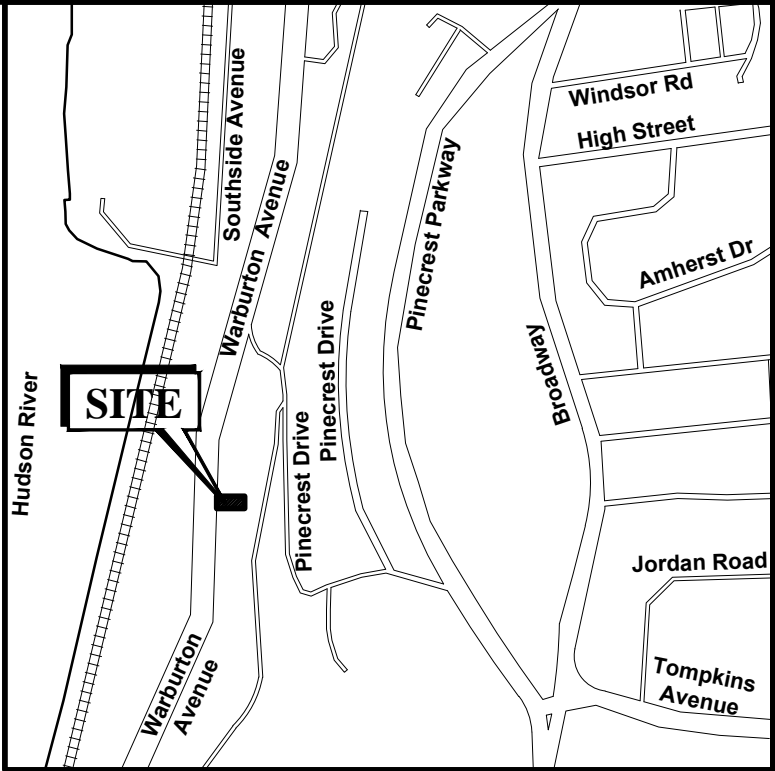 Windsor Rd
High Street
Southside Avenue
Warburton Avenue
Pinecrest Parkway
Amherst Dr
Broadway
Pinecrest Drive
Hudson River
SITE
Pinecrest Drive
Jordan Road
Warburton
Avenue
Tompkins
Avenue